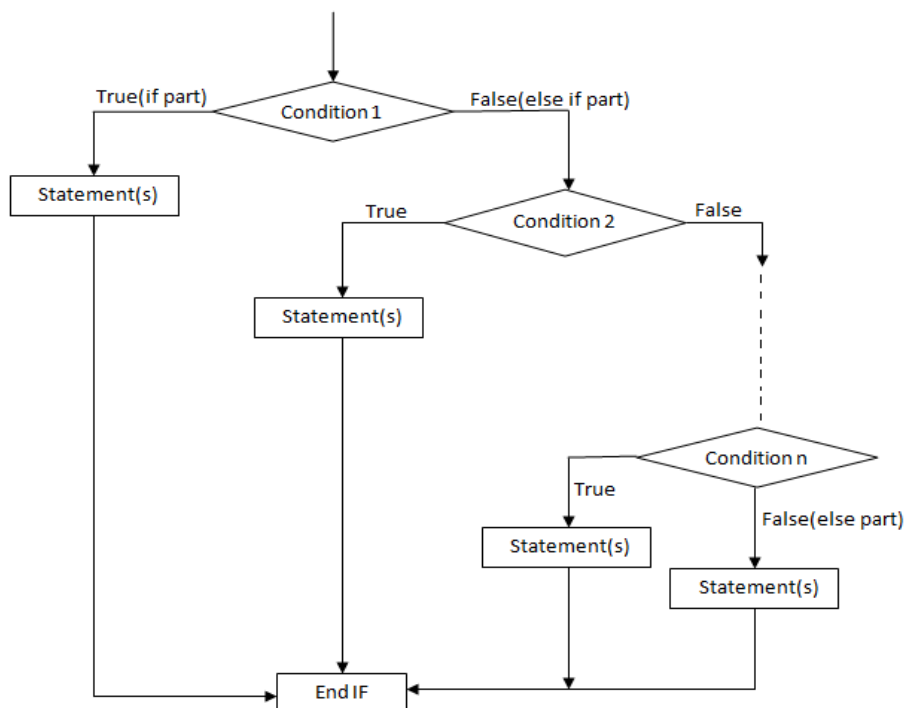 True(if part)
Condition 1
False(else if part)
Statement(s)
True
Condition 2
False
Statement(s)
Condition n
True
False(else part)
Statement(s)
Statement(s)
End IF